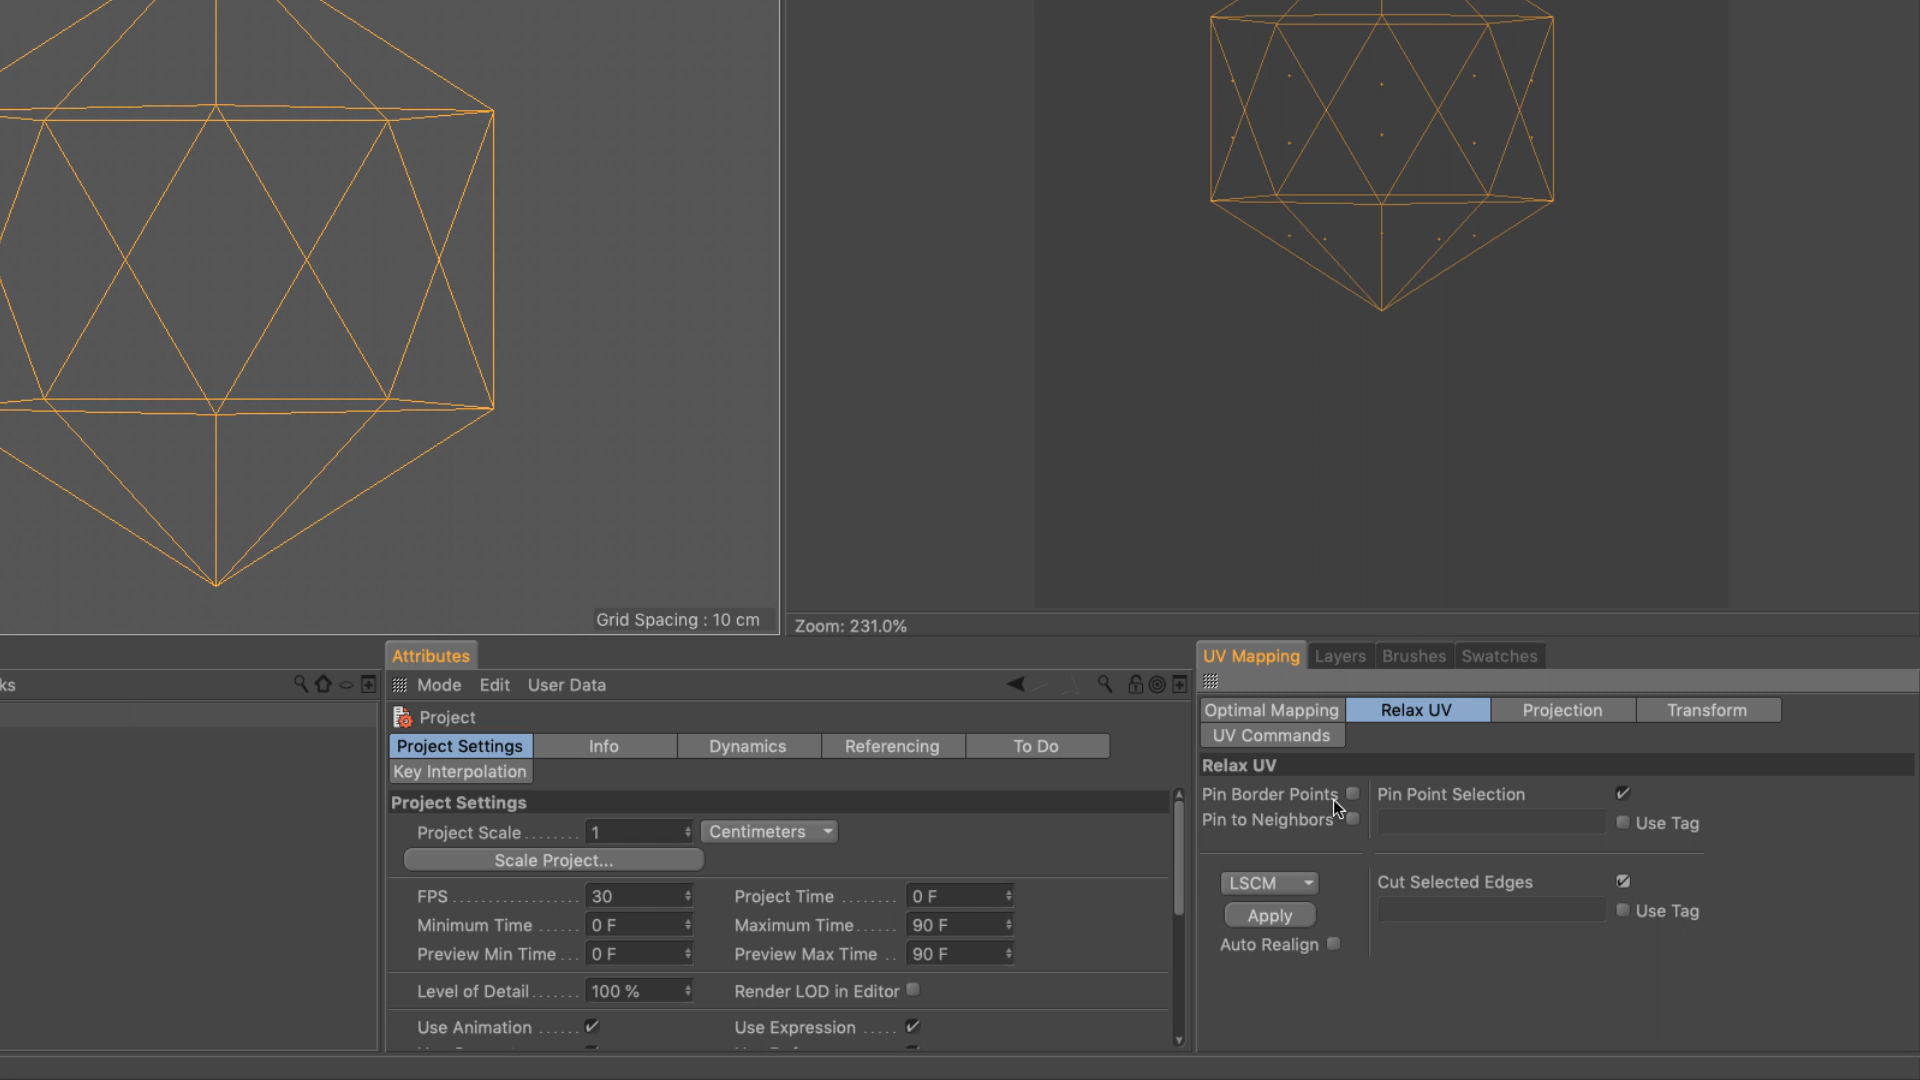 Grid Spacing : 10 cm
Zoom: 231.0%
ks
Attributes
Mode Edit User Data
Project
Project Settings Info Dynamics Referencing To Do
Key Interpolation
Project Settings
Project Scale 1 Centimeters
Scale Project...
FPS 30 Project Time 0 F
Minimum Time 0 F Maximum Time 90 F
Preview Min Time 0 F Preview Max Time 90 F
Level of Detail 100 % Render LOD in Editor
Use Animation Use Expression
UV Mapping Layers Brushes Swatches
Optimal Mapping Relax UV Projection Transform
UV Commands
Relax UV
Pin Border Points Pin Point Selection
Pin to Neighbors Use Tag
LSCM Cut Selected Edges
Apply Use Tag
Auto Realign